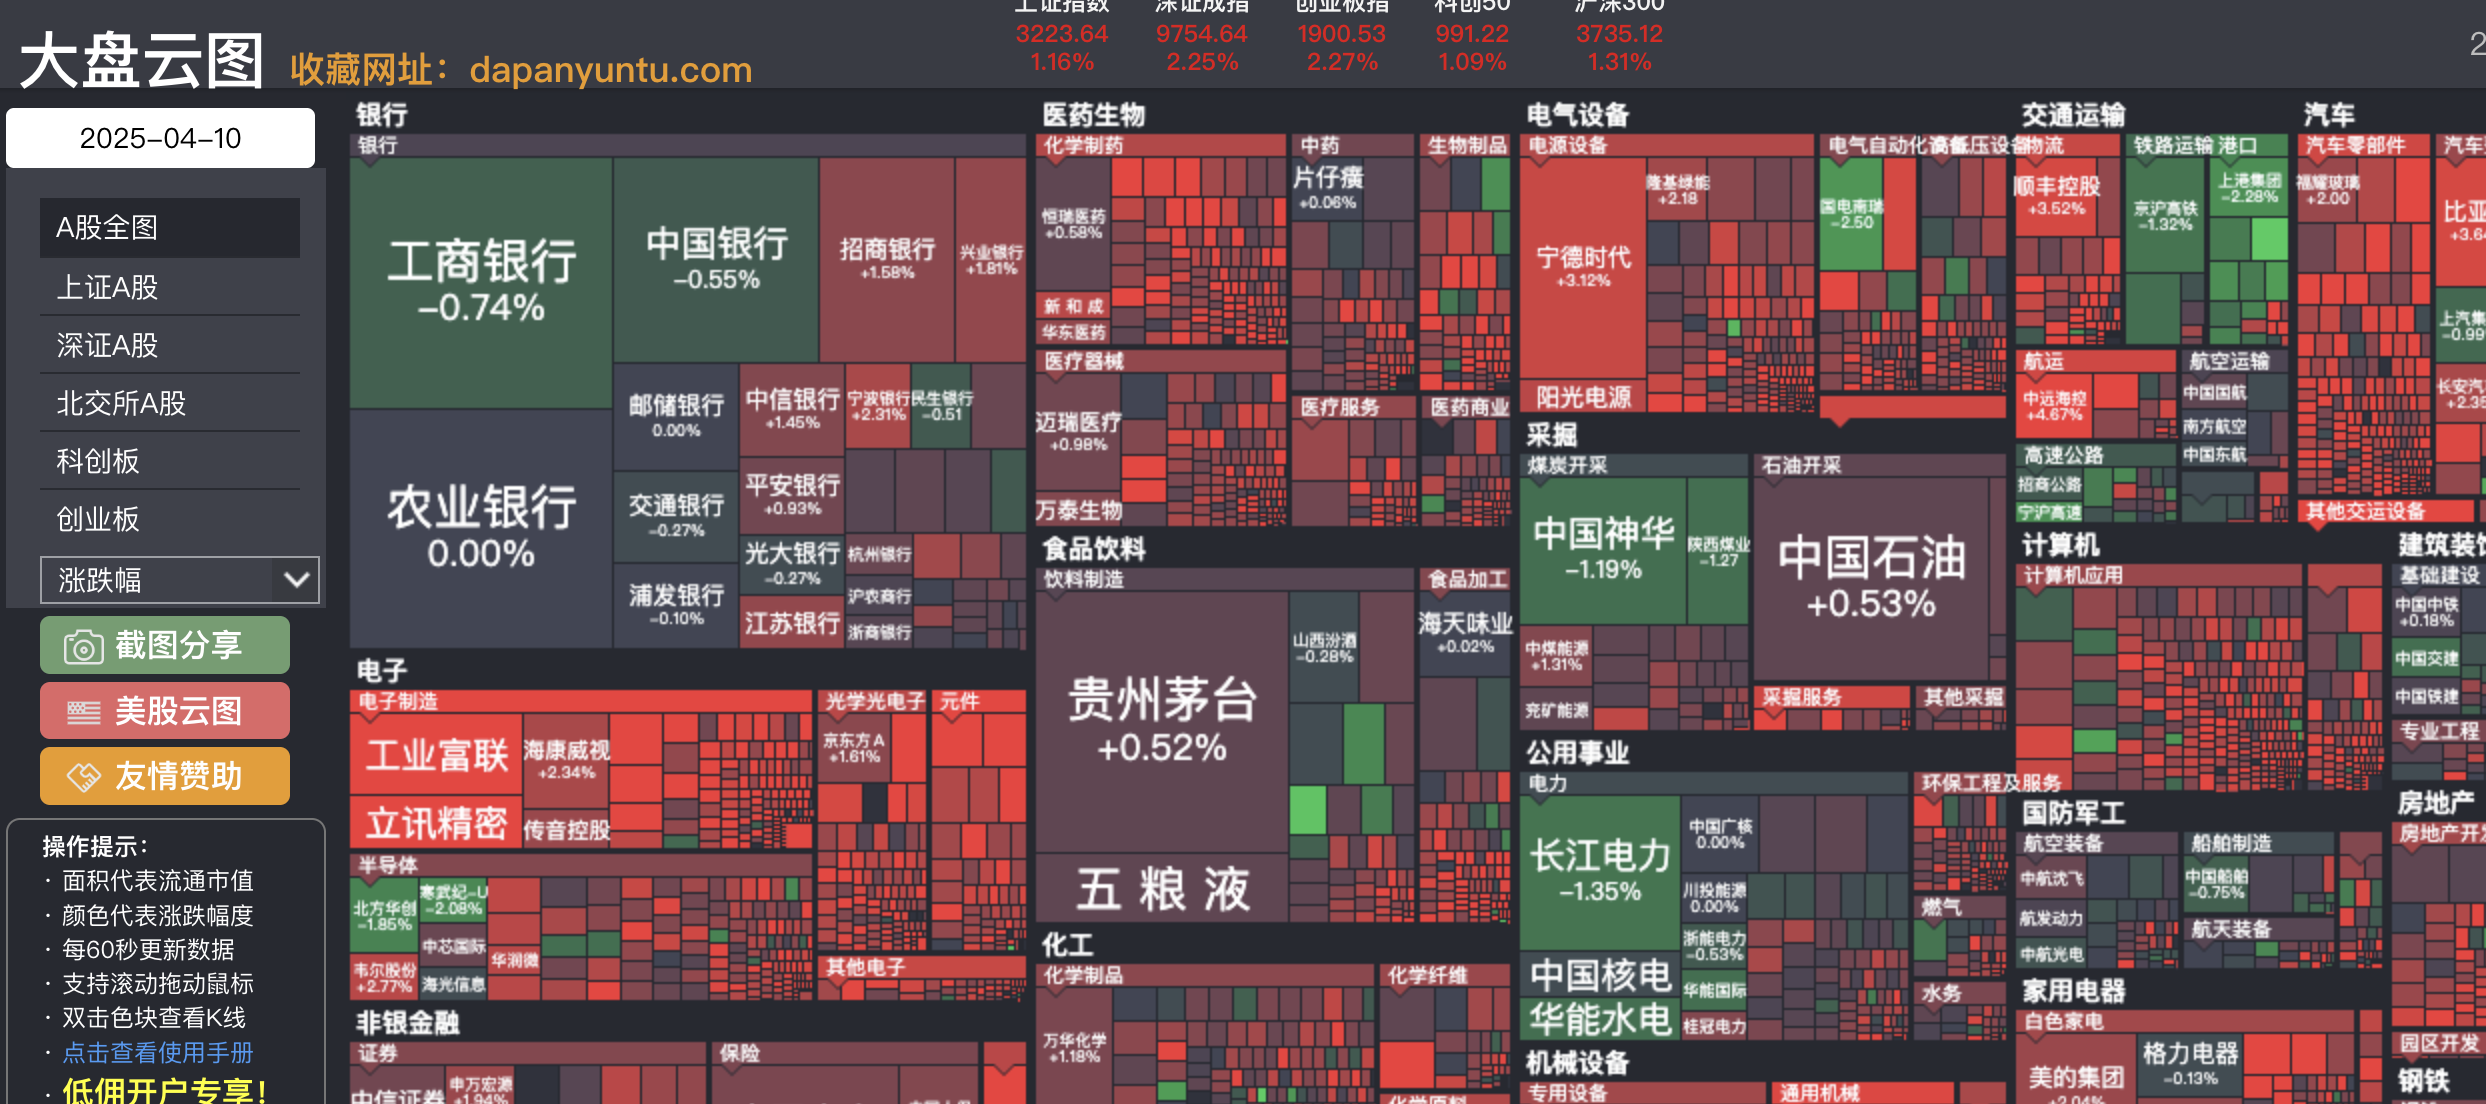 上证指数 深证成指 创业板指 科创50 沪深300
3223.64 9754.64 1900.53 991.22 3735.12
1.16% 2.25% 2.27% 1.09% 1.31%
大盘云图
收藏网址：dapanyuntu.com
2025-04-10
A股全图
上证A股
深证A股
北交所A股
科创板
创业板
涨跌幅
截图分享
美股云图
友情赞助
操作提示：
· 面积代表流通市值
· 颜色代表涨跌幅度
· 每60秒更新数据
· 支持滚动拖动鼠标
· 双击色块查看K线
· 点击查看使用手册
· 低佣开户专享！
银行
银行
工商银行
-0.74%
中国银行
-0.55%
招商银行
+1.58%
兴业银行
+1.81%
农业银行
0.00%
邮储银行
0.00%
中信银行
+1.45%
宁波银行
+2.31%
民生银行
-0.51
交通银行
-0.27%
平安银行
+0.93%
光大银行
-0.27%
杭州银行
浦发银行
-0.10%
江苏银行
沪农商行
浙商银行
电子
电子制造
工业富联
海康威视
+2.34%
立讯精密
传音控股
光学光电子
京东方A
+1.61%
元件
半导体
北方华创
-1.85%
寒武纪-U
-2.08%
中芯国际
韦尔股份
+2.77%
海光信息
华润微
其他电子
非银金融
证券
中信证券
申万宏源
+1.94%
保险
医药生物
化学制药
恒瑞医药
+0.58%
新和成
华东医药
中药
片仔癀
+0.06%
生物制品
医疗器械
迈瑞医疗
+0.98%
万泰生物
医疗服务
医药商业
食品饮料
饮料制造
贵州茅台
+0.52%
山西汾酒
-0.28%
五粮液
食品加工
海天味业
+0.02%
化工
化学制品
万华化学
+1.18%
化学纤维
化学原料
电气设备
电源设备
宁德时代
+3.12%
隆基绿能
+2.18
阳光电源
电气自动化设备
国电南瑞
-2.50
高低压设备
采掘
煤炭开采
中国神华
-1.19%
陕西煤业
-1.27
中煤能源
+1.31%
兖矿能源
石油开采
中国石油
+0.53%
采掘服务
其他采掘
公用事业
电力
长江电力
-1.35%
中国广核
0.00%
川投能源
0.00%
浙能电力
-0.53%
中国核电
华能国际
华能水电
桂冠电力
环保工程及服务
燃气
水务
机械设备
专用设备
通用机械
交通运输
物流
顺丰控股
+3.52%
铁路运输
京沪高铁
-1.32%
港口
上港集团
-2.28%
航运
中远海控
+4.67%
航空运输
中国国航
南方航空
中国东航
高速公路
招商公路
宁沪高速
汽车
汽车零部件
福耀玻璃
+2.00
上汽集
-0.99
长安汽
+2.35
其他交运设备
计算机
计算机应用
建筑装饰
基础建设
中国中铁
+0.18%
中国交建
中国铁建
专业工程
国防军工
航空装备
中航沈飞
航发动力
中航光电
船舶制造
中国船舶
-0.75%
航天装备
房地产
房地产开发
园区开发
家用电器
白色家电
美的集团
+2.04%
格力电器
-0.13%
钢铁